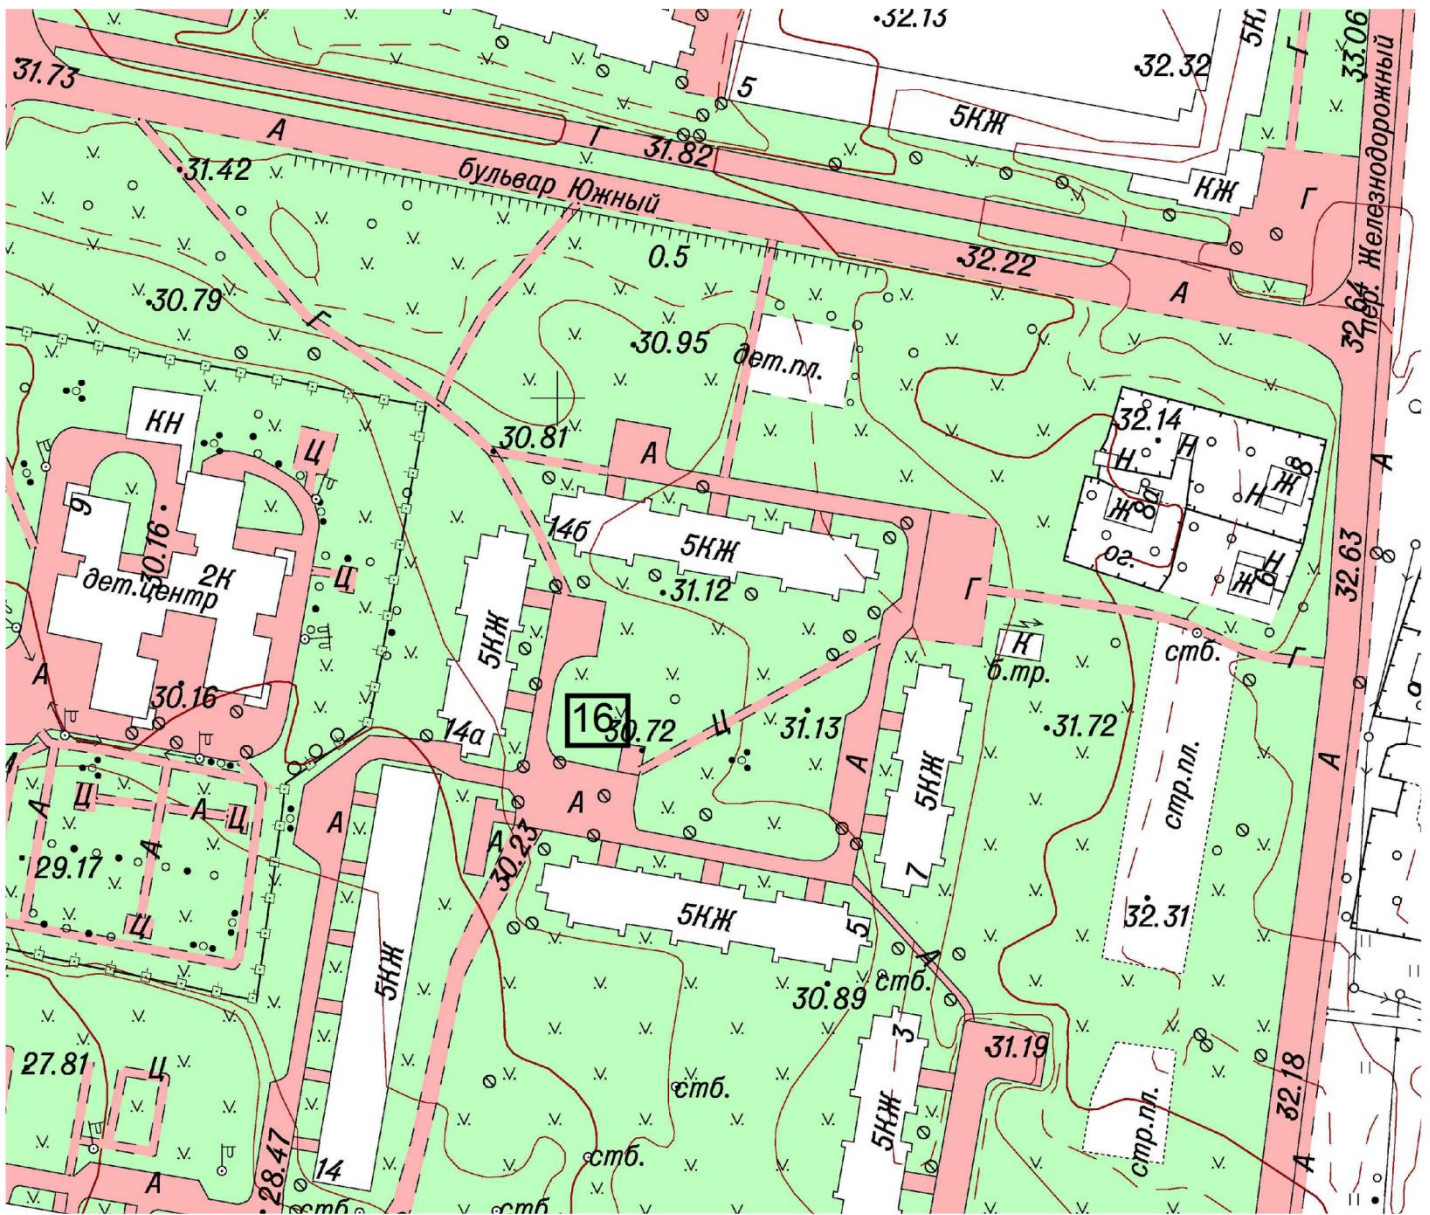 32.13
5КЖ
33.06
31.73
32.32
Г
5
пер. Железнодорожный
А
Г
31.82
5КЖ
31.42
бульвар Южный
КЖ
Г
0.5
32.22
А
32.64
30.79
Г
30.95
дет.пл.
32.14
КН
Ц
30.81
А
А
Н
Н
Ж
8
9
30.16
14б
5КЖ
Ж
8а
Н
ог.
2К
дет.центр
Ц
31.12
Г
Н
Ж
6
32.63
5КЖ
К
б.тр.
стб.
Г
А
30.16
14а
16
30.72
Ц
31.13
31.72
А
5КЖ
стр.пл.
А
А
Ц
А
Ц
А
А
А
А
30.23
29.17
А
7
32.31
Ц
5КЖ
5
5КЖ
30.89
стб.
А
3
31.19
27.81
Ц
стб.
5КЖ
стр.пл.
32.18
28.47
14
стб.
А
А
стб.
стб.